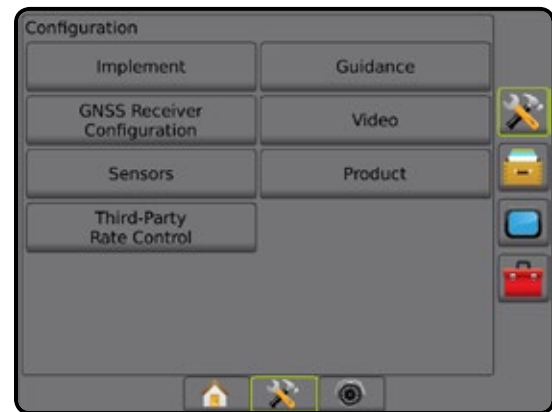 Configuration
Implement
Guidance
GNSS Receiver
Configuration
Video
Sensors
Product
Third-Party
Rate Control